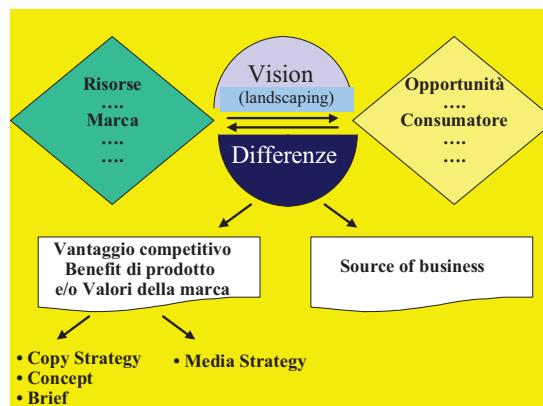 Risorse
….
Marca
….
….
Vision
(landscaping)
Differenze
Opportunità
….
Consumatore
….
….
Vantaggio competitivo
Benefit di prodotto
e/o Valori della marca
Source of business
• Copy Strategy
• Concept
• Brief
• Media Strategy